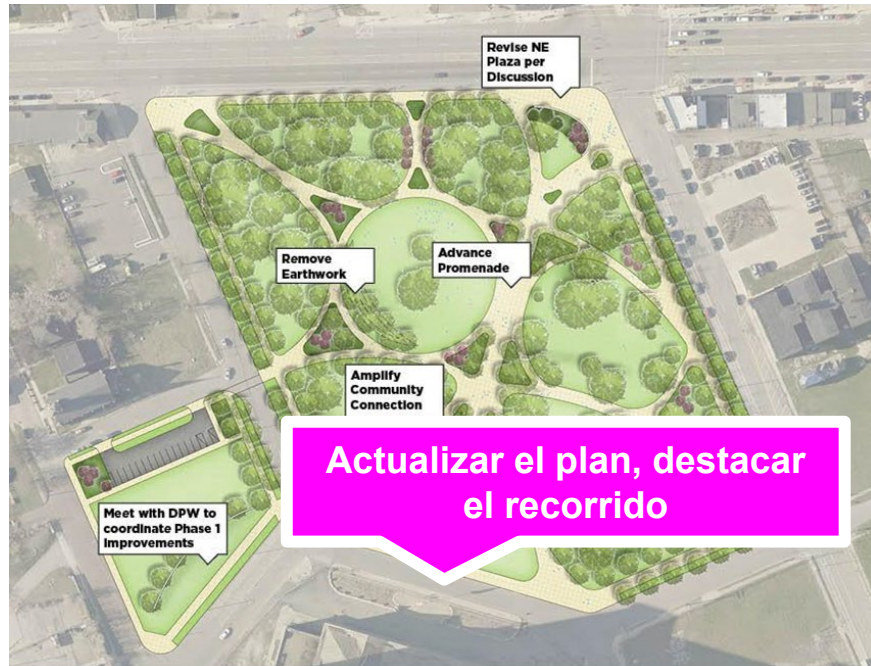 Revise NE
Plaza per
Discussion
Remove
Earthwork
Advance
Promenade
Amplify
Community
Connection
Actualizar el plan, destacar
el recorrido
Meet with DPW to
coordinate Phase 1
Improvements